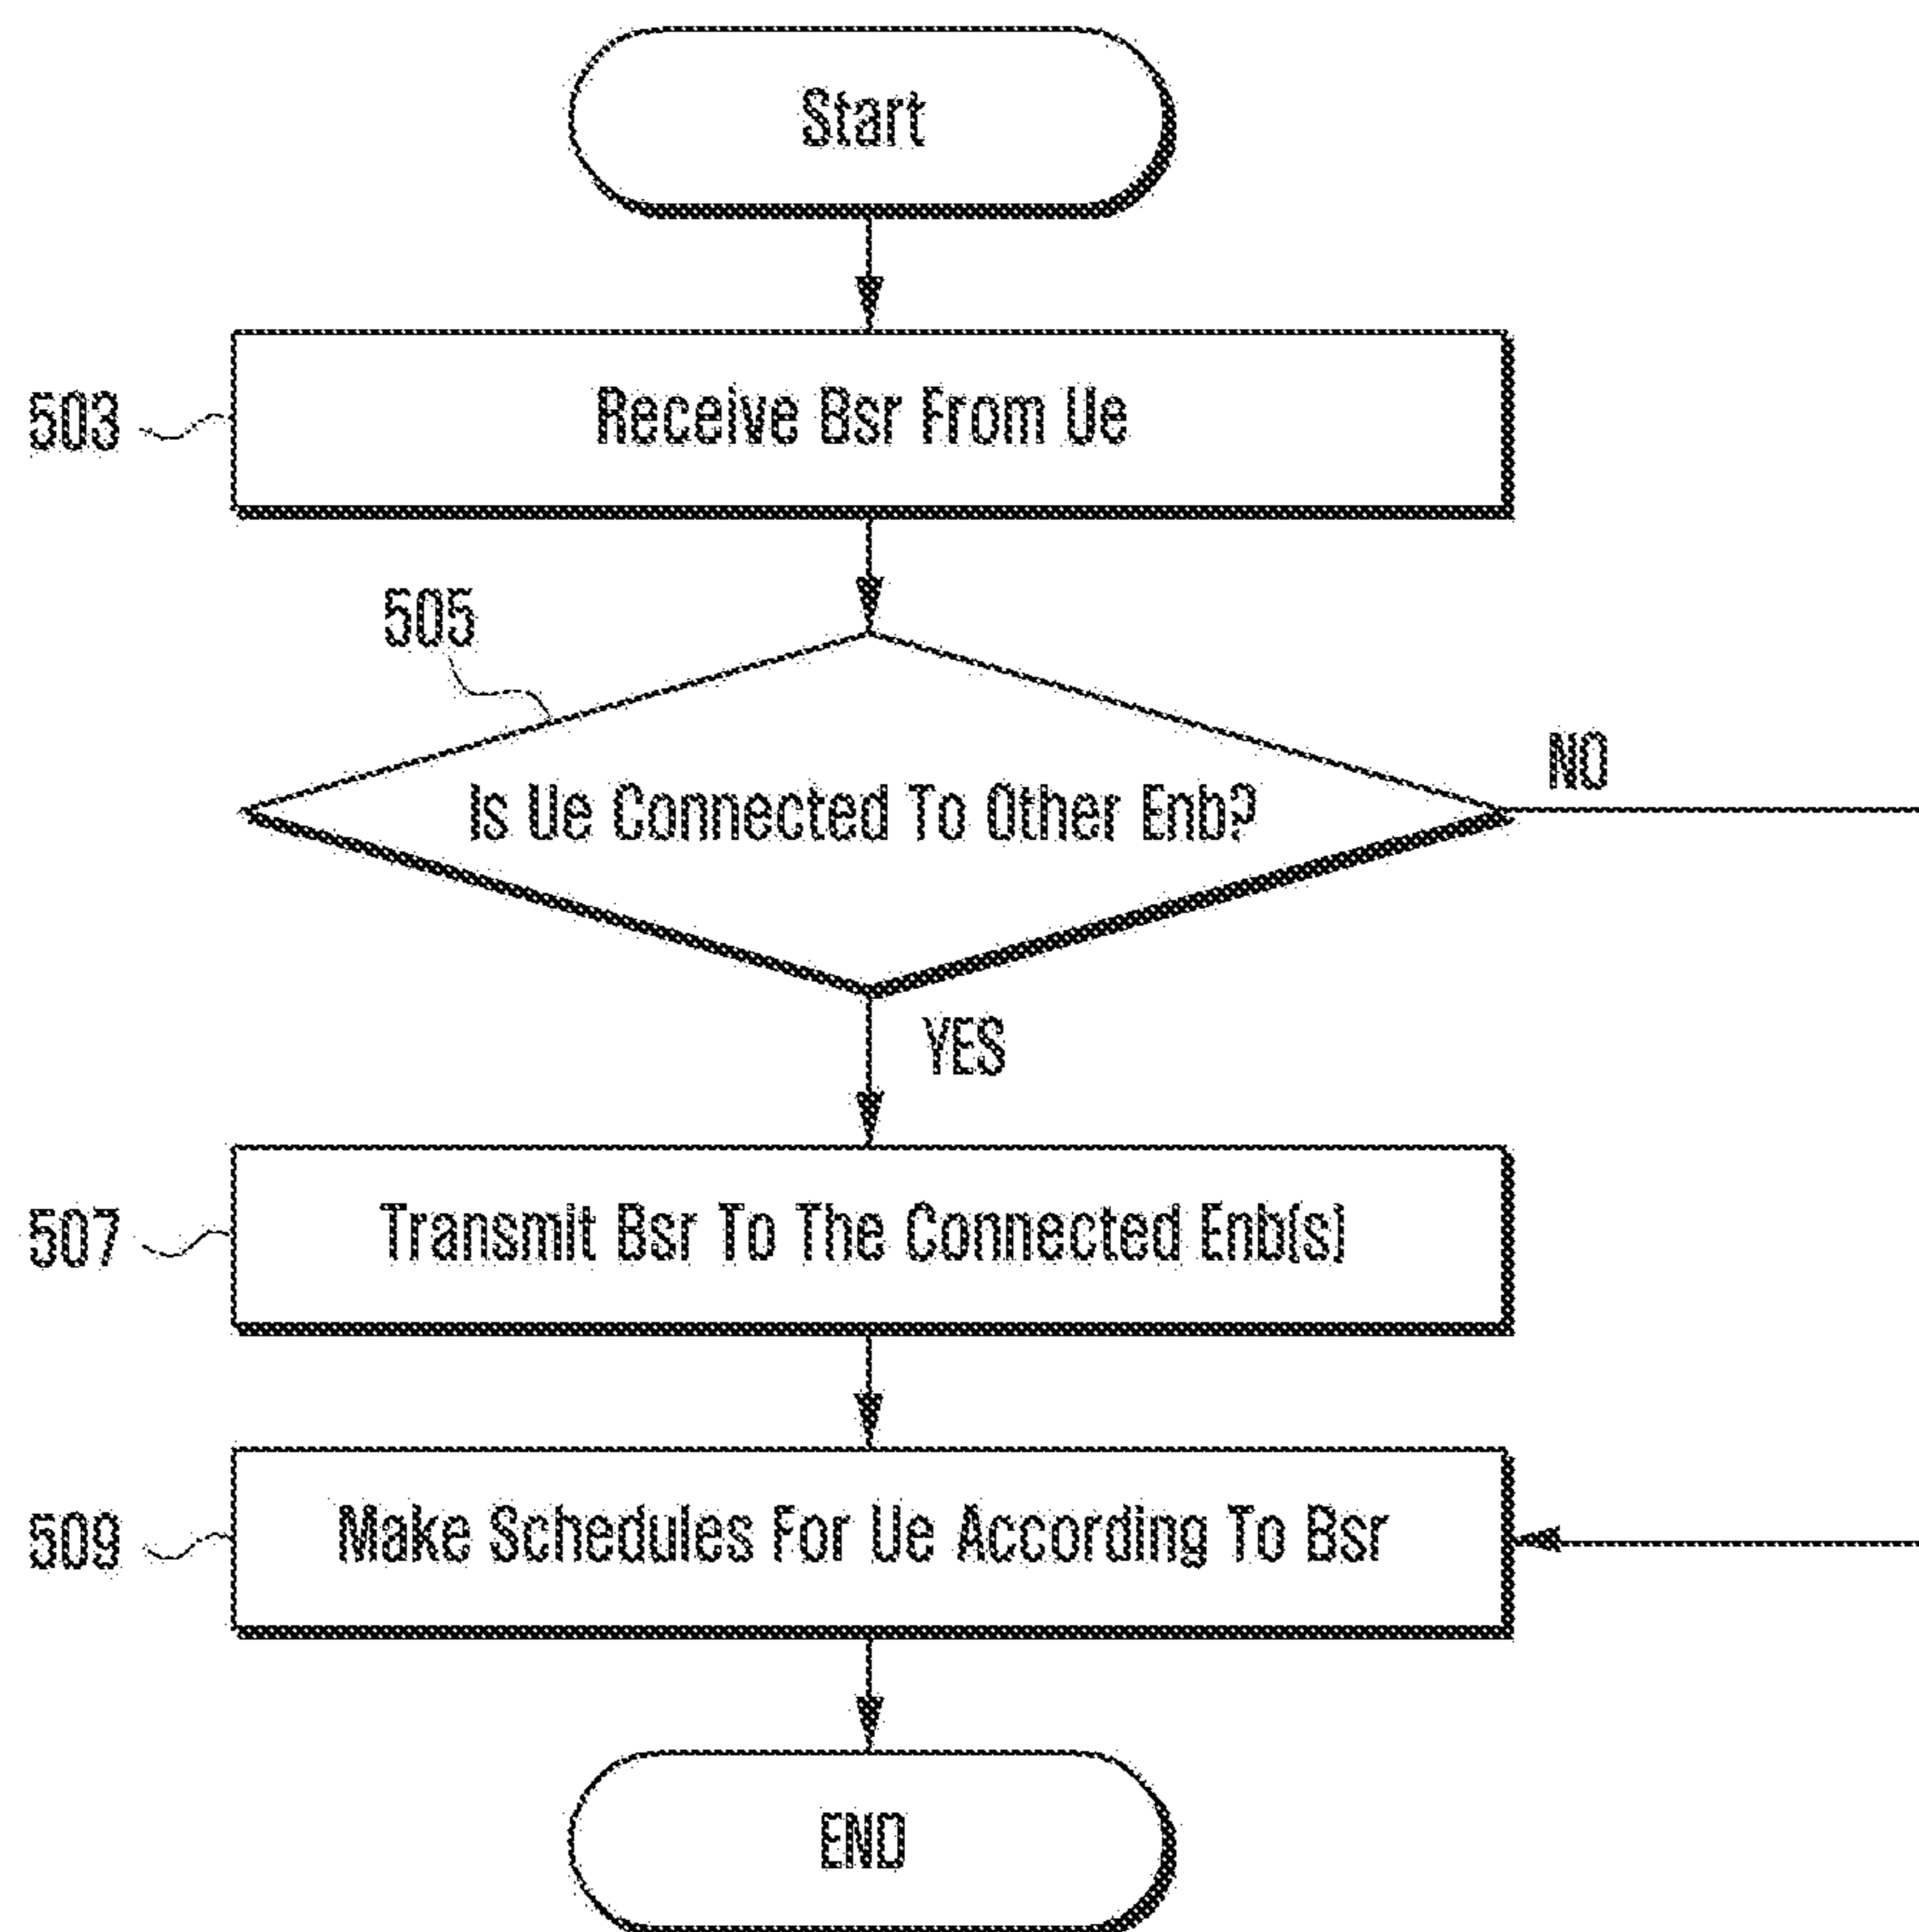 Start
503
Receive Bsr From Ue
505
Is Ue Connected To Other Enb?
NO
YES
507
Transmit Bsr To The Connected Enb(s)
509
Make Schedules For Ue According To Bsr
END